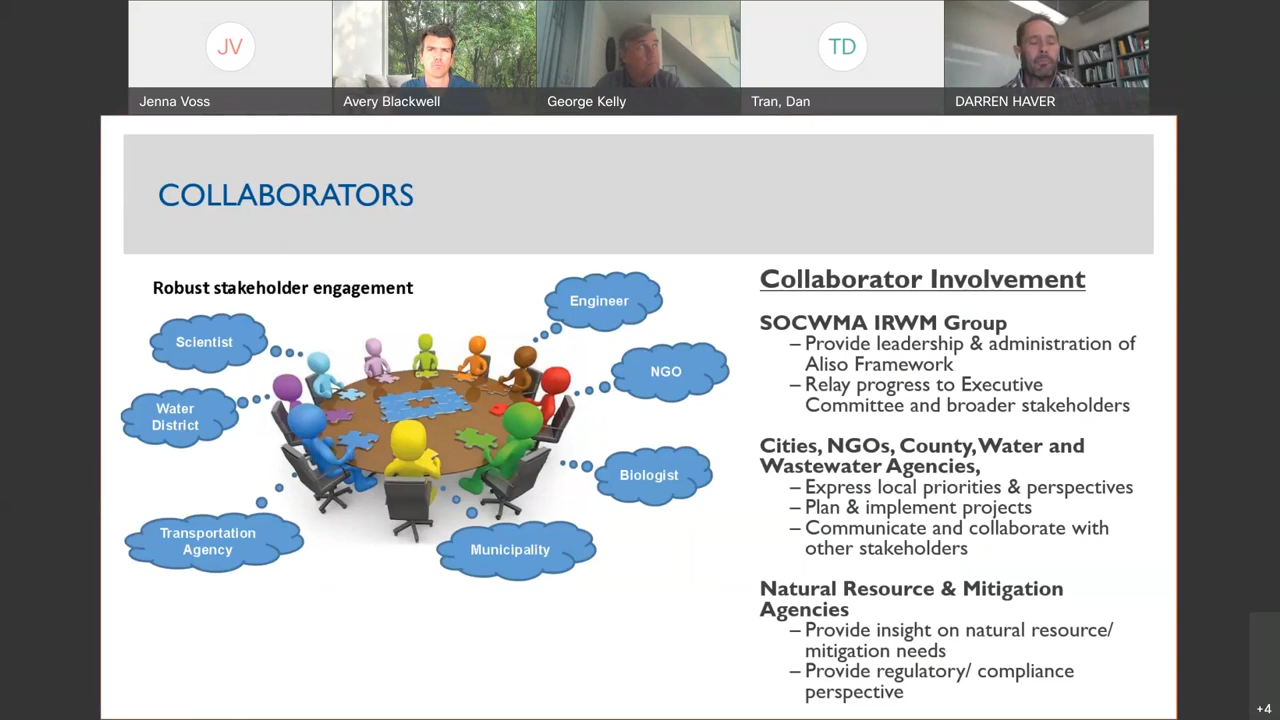 JV
TD
Jenna Voss
Avery Blackwell
George Kelly
Tran, Dan
DARREN HAVER
COLLABORATORS
Robust stakeholder engagement
Engineer
Scientist
NGO
Water
District
Biologist
Transportation
Agency
Municipality
Collaborator Involvement
SOCWMA IRWM Group
– Provide leadership & administration of
Aliso Framework
– Relay progress to Executive
Committee and broader stakeholders
Cities, NGOs, County, Water and
Wastewater Agencies,
– Express local priorities & perspectives
– Plan & implement projects
– Communicate and collaborate with
other stakeholders
Natural Resource & Mitigation
Agencies
– Provide insight on natural resource/
mitigation needs
– Provide regulatory/ compliance
perspective
+4